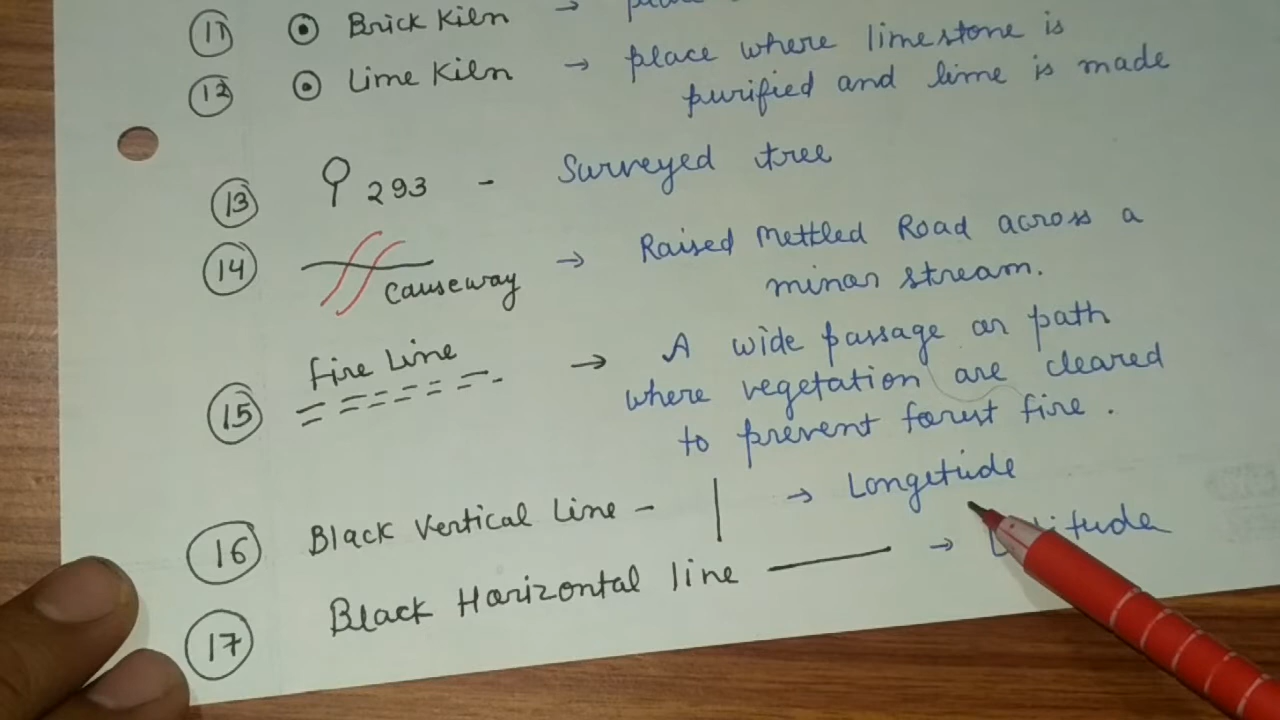 11 Brick Kiln →
12 Lime Kiln → place where limestone is
purified and lime is made
13 293 - Surveyed tree
14 causeway → Raised Mettled Road across a
minor stream.
15 Fire Line → A wide passage or path
where vegetation are cleared
to prevent forest fire.
16 Black Vertical Line - | → Longitude
17 Black Horizontal line — →